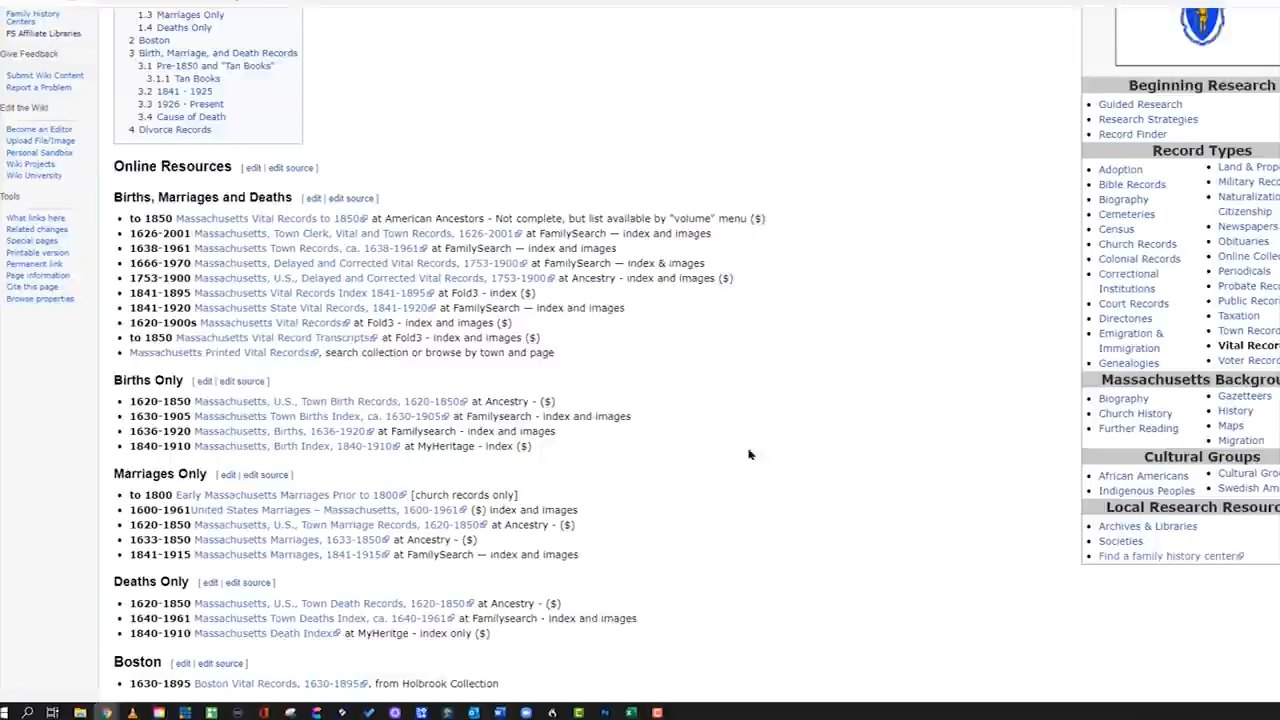 Family History
Centers
FS Affiliate Libraries
Give Feedback
Submit Wiki Content
Report a Problem
Edit the Wiki
Become an Editor
Upload File/Image
Personal Sandbox
Wiki Projects
Wiki University
Tools
What links here
Related changes
Special pages
Printable version
Permanent link
Page information
Cite this page
Browse properties
1.3 Marriages Only
1.4 Deaths Only
2 Boston
3 Birth, Marriage, and Death Records
3.1 Pre-1850 and "Tan Books"
3.1.1 Tan Books
3.2 1841 - 1925
3.3 1926 - Present
3.4 Cause of Death
4 Divorce Records
Online Resources [ edit | edit source ]
Births, Marriages and Deaths [ edit | edit source ]
• to 1850 Massachusetts Vital Records to 1850 at American Ancestors - Not complete, but list available by "volume" menu ($)
• 1626-2001 Massachusetts, Town Clerk, Vital and Town Records, 1626-2001 at FamilySearch — index and images
• 1638-1961 Massachusetts Town Records, ca. 1638-1961 at FamilySearch — index and images
• 1666-1970 Massachusetts, Delayed and Corrected Vital Records, 1753-1900 at FamilySearch — index & images
• 1753-1900 Massachusetts, U.S., Delayed and Corrected Vital Records, 1753-1900 at Ancestry - index and images ($)
• 1841-1895 Massachusetts Vital Records Index 1841-1895 at Fold3 - index ($)
• 1841-1920 Massachusetts State Vital Records, 1841-1920 at FamilySearch — index and images
• 1620-1900s Massachusetts Vital Records at Fold3 - index and images ($)
• to 1850 Massachusetts Vital Record Transcripts at Fold3 - index and images ($)
• Massachusetts Printed Vital Records, search collection or browse by town and page
Births Only [ edit | edit source ]
• 1620-1850 Massachusetts, U.S., Town Birth Records, 1620-1850 at Ancestry - ($)
• 1630-1905 Massachusetts Town Births Index, ca. 1630-1905 at Familysearch - index and images
• 1636-1920 Massachusetts, Births, 1636-1920 at Familysearch - index and images
• 1840-1910 Massachusetts, Birth Index, 1840-1910 at MyHeritage - index ($)
Marriages Only [ edit | edit source ]
• to 1800 Early Massachusetts Marriages Prior to 1800 [church records only]
• 1600-1961United States Marriages – Massachusetts, 1600-1961 ($) index and images
• 1620-1850 Massachusetts, U.S., Town Marriage Records, 1620-1850 at Ancestry - ($)
• 1633-1850 Massachusetts Marriages, 1633-1850 at Ancestry - ($)
• 1841-1915 Massachusetts Marriages, 1841-1915 at FamilySearch — index and images
Deaths Only [ edit | edit source ]
• 1620-1850 Massachusetts, U.S., Town Death Records, 1620-1850 at Ancestry - ($)
• 1640-1961 Massachusetts Town Deaths Index, ca. 1640-1961 at Familysearch - index and images
• 1840-1910 Massachusetts Death Index at MyHeritge - index only ($)
Boston [ edit | edit source ]
• 1630-1895 Boston Vital Records, 1630-1895, from Holbrook Collection
Beginning Research
• Guided Research
• Research Strategies
• Record Finder
Record Types
• Adoption
• Bible Records
• Biography
• Cemeteries
• Census
• Church Records
• Colonial Records
• Correctional
Institutions
• Court Records
• Directories
• Emigration &
Immigration
• Genealogies
• Land & Prope
• Military Reco
• Naturalizatio
Citizenship
• Newspapers
• Obituaries
• Online Collec
• Periodicals
• Probate Reco
• Public Recor
• Taxation
• Town Record
• Vital Record
• Voter Record
Massachusetts Backgrou
• Biography
• Church History
• Further Reading
• Gazetteers
• History
• Maps
• Migration
Cultural Groups
• African Americans
• Indigenous Peoples
• Cultural Gro
• Swedish Am
Local Research Resourc
• Archives & Libraries
• Societies
• Find a family history center